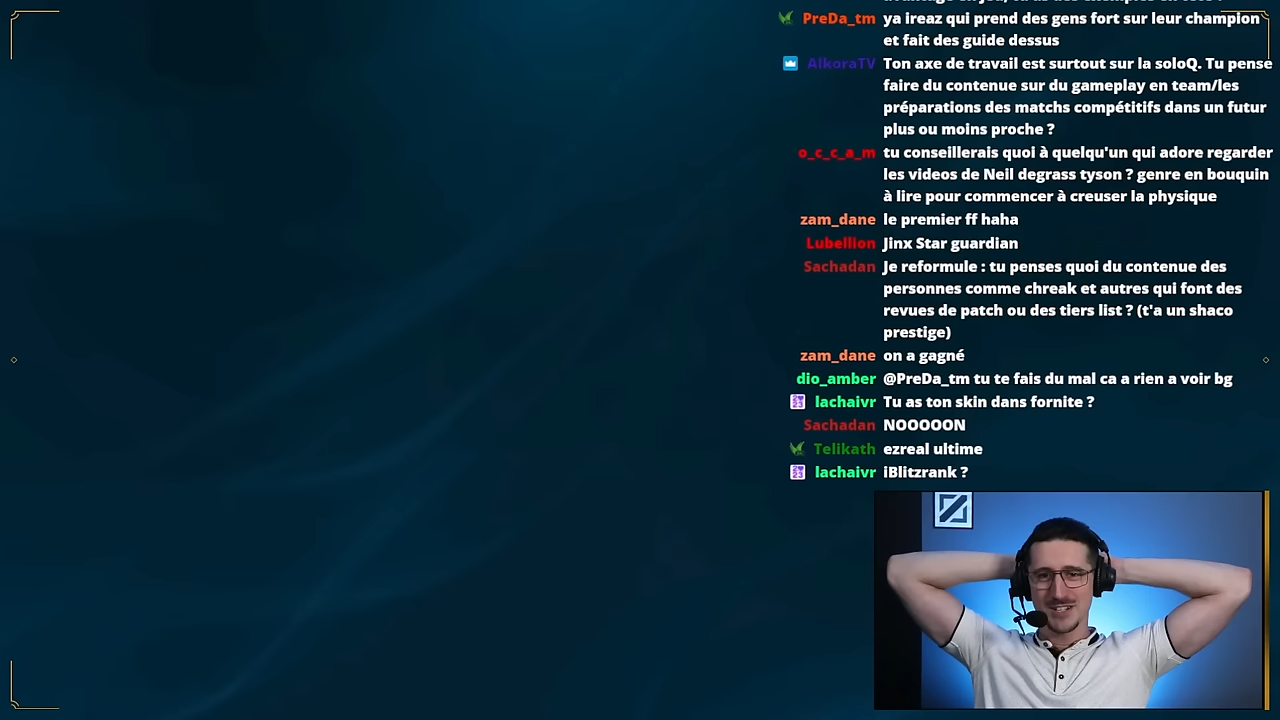 PreDa_tm ya ireaz qui prend des gens fort sur leur champion
et fait des guide dessus
AlkoraTV Ton axe de travail est surtout sur la soloQ. Tu pense
faire du contenue sur du gameplay en team/les
préparations des matchs compétitifs dans un futur
plus ou moins proche ?
o_c_c_a_m tu conseillerais quoi à quelqu'un qui adore regarder
les videos de Neil degrass tyson ? genre en bouquin
à lire pour commencer à creuser la physique
zam_dane le premier ff haha
Lubellion Jinx Star guardian
Sachadan Je reformule : tu penses quoi du contenue des
personnes comme chreak et autres qui font des
revues de patch ou des tiers list ? (t'a un shaco
prestige)
zam_dane on a gagné
dio_amber @PreDa_tm tu te fais du mal ca a rien a voir bg
lachaivr Tu as ton skin dans fornite ?
Sachadan NOOOOON
Telikath ezreal ultime
lachaivr iBlitzrank ?